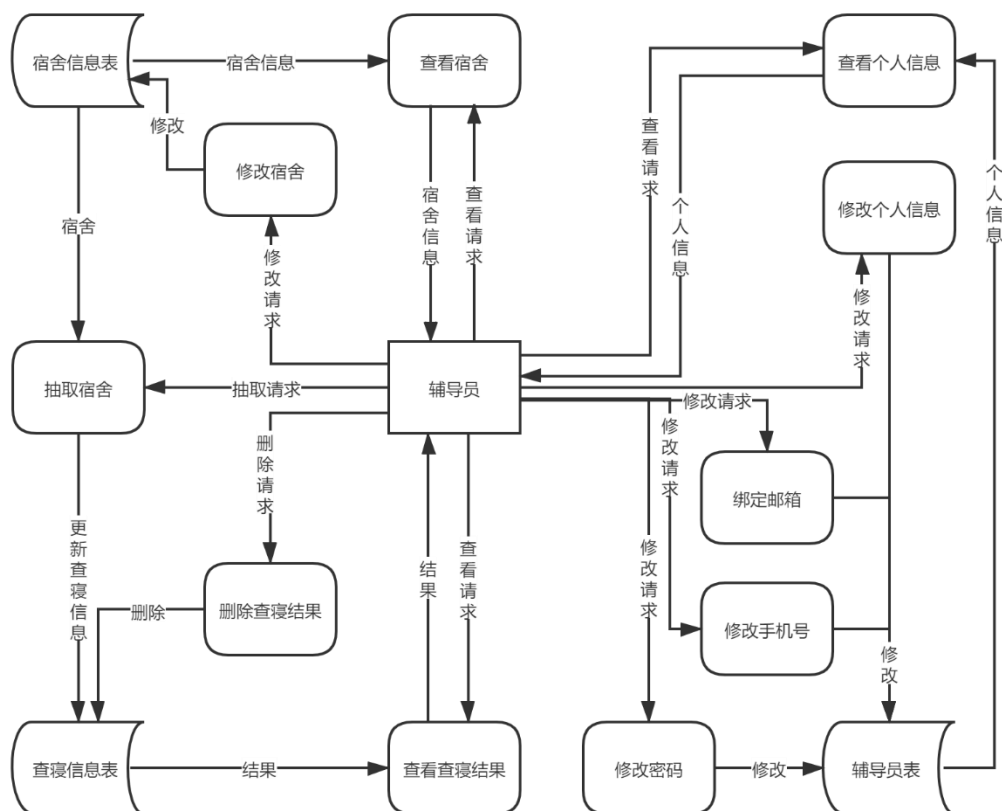 宿舍信息表
宿舍信息
查看宿舍
查看个人信息
修改
查看请求
修改宿舍
个人信息
修改个人信息
宿舍
宿舍信息
查看请求
个人信息
修改请求
修改请求
抽取宿舍
抽取请求
辅导员
修改请求
删除请求
修改请求
绑定邮箱
更新查寝信息
结果
查看请求
修改请求
删除
删除查寝结果
修改手机号
修改
查寝信息表
结果
查看查寝结果
修改密码
修改
辅导员表